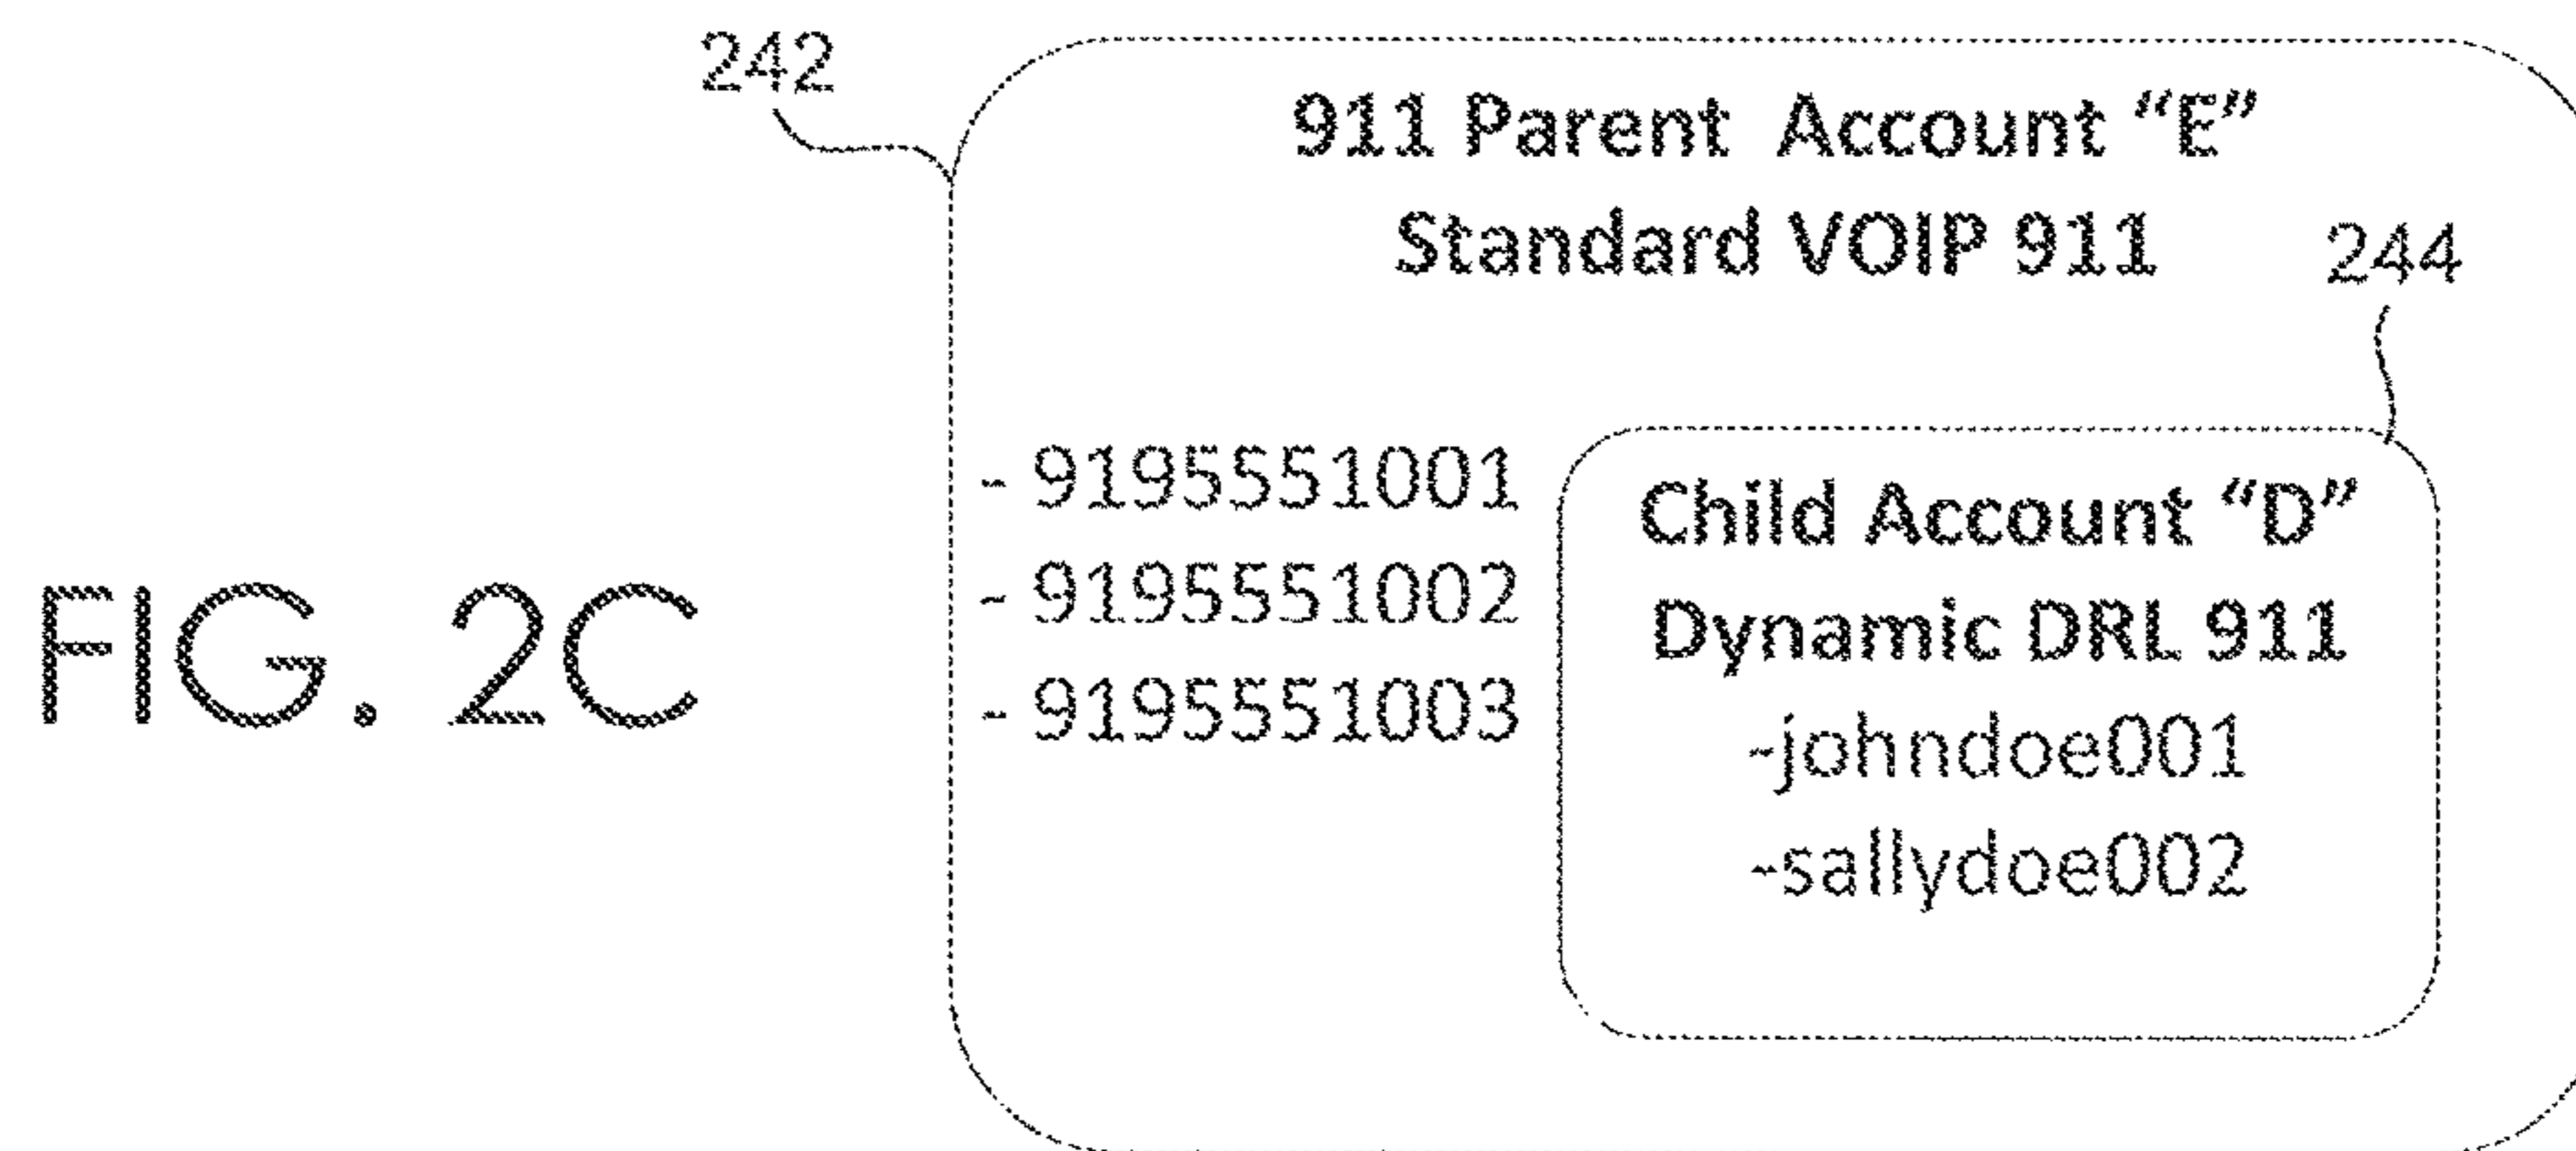 242
911 Parent Account “E”
Standard VOIP 911
244
- 9195551001
- 9195551002
- 9195551003
Child Account “D”
Dynamic DRL 911
-johndoe001
-sallydoe002
FIG. 2C